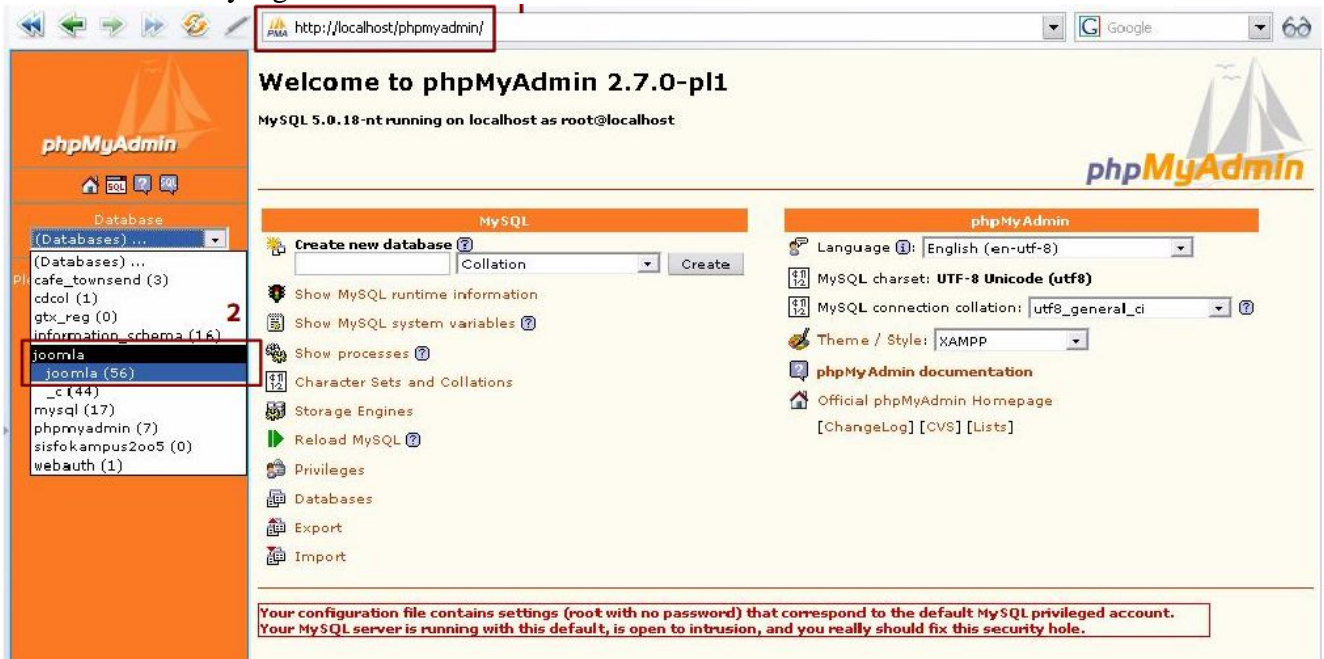 http://localhost/phpmyadmin/
Google
phpMyAdmin
Database
(Databases) ...
(Databases) ...
cafe_townsend (3)
cdcol (1)
gtx_reg (0)
2
information_schema (16)
joomla
joomla (56)
_c (44)
mysql (17)
phpmyadmin (7)
sisfokampus2oo5 (0)
webauth (1)
Welcome to phpMyAdmin 2.7.0-pl1
MySQL 5.0.18-nt running on localhost as root@localhost
phpMyAdmin
MySQL
Create new database
Collation
Create
Show MySQL runtime information
Show MySQL system variables
Show processes
Character Sets and Collations
Storage Engines
Reload MySQL
Privileges
Databases
Export
Import
phpMyAdmin
Language: English (en-utf-8)
MySQL charset: UTF-8 Unicode (utf8)
MySQL connection collation: utf8_general_ci
Theme / Style: XAMPP
phpMyAdmin documentation
Official phpMyAdmin Homepage
[ChangeLog] [CVS] [Lists]
Your configuration file contains settings (root with no password) that correspond to the default MySQL privileged account.
Your MySQL server is running with this default, is open to intrusion, and you really should fix this security hole.